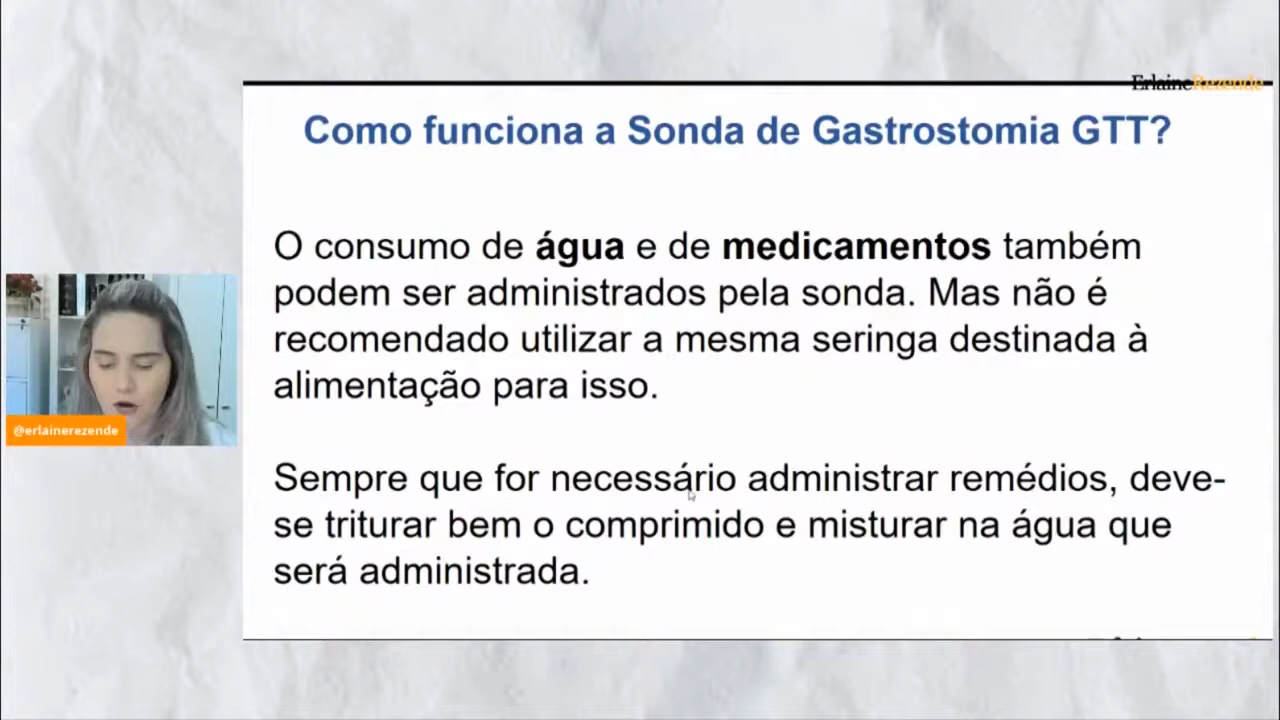 ErlaineRezende
Como funciona a Sonda de Gastrostomia GTT?
O consumo de água e de medicamentos também
podem ser administrados pela sonda. Mas não é
recomendado utilizar a mesma seringa destinada à
alimentação para isso.
@erlainerezende
Sempre que for necessário administrar remédios, deve-
se triturar bem o comprimido e misturar na água que
será administrada.